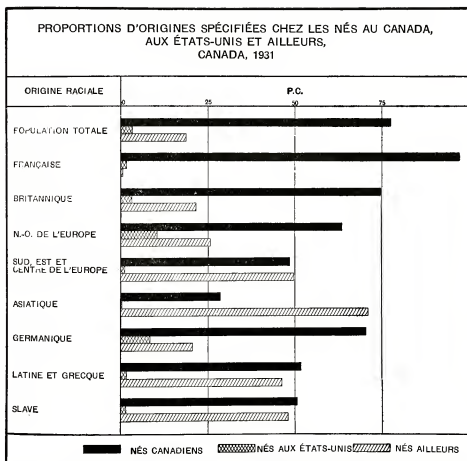 PROPORTIONS D'ORIGINES SPÉCIFIÉES CHEZ LES NÉS AU CANADA,
AUX ÉTATS-UNIS ET AILLEURS,
CANADA, 1931
ORIGINE RACIALE
P.C.
0 25 75
POPULATION TOTALE
FRANÇAISE
BRITANNIQUE
N.-O. DE L'EUROPE
SUD, EST ET
CENTRE DE L'EUROPE
ASIATIQUE
GERMANIQUE
LATINE ET GRECQUE
SLAVE
NÉS CANADIENS NÉS AUX ÉTATS-UNIS NÉS AILLEURS